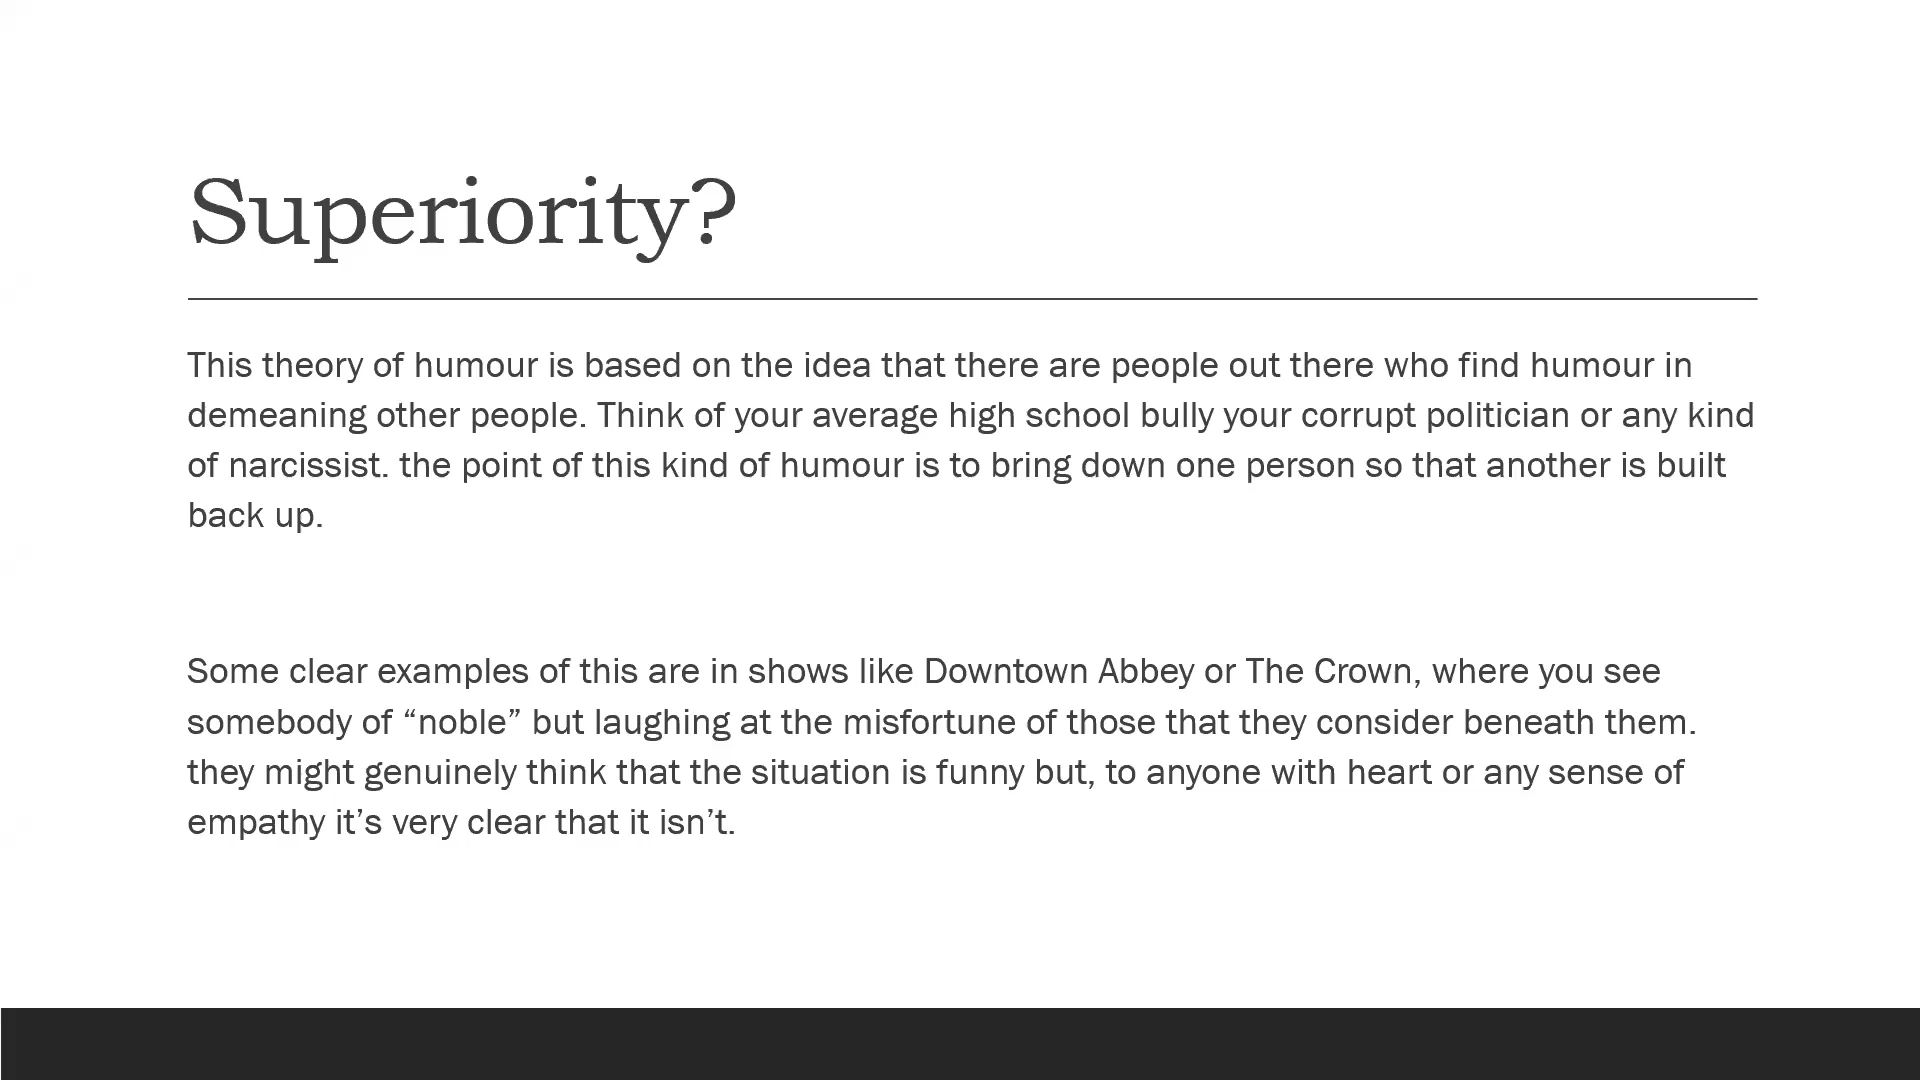 Superiority?
This theory of humour is based on the idea that there are people out there who find humour in
demeaning other people. Think of your average high school bully your corrupt politician or any kind
of narcissist. the point of this kind of humour is to bring down one person so that another is built
back up.
Some clear examples of this are in shows like Downtown Abbey or The Crown, where you see
somebody of “noble” but laughing at the misfortune of those that they consider beneath them.
they might genuinely think that the situation is funny but, to anyone with heart or any sense of
empathy it’s very clear that it isn’t.